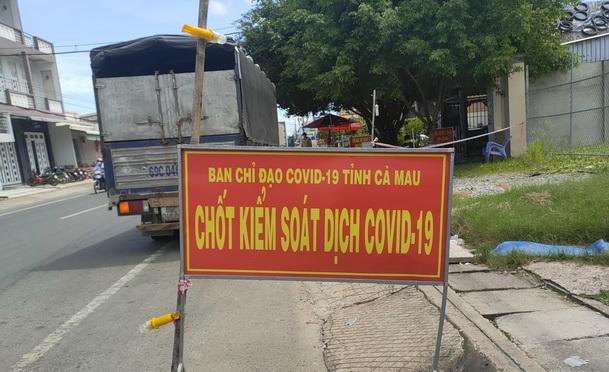 BAN CHỈ ĐẠO COVID-19 TỈNH CÀ MAU
CHỐT KIỂM SOÁT DỊCH COVID-19